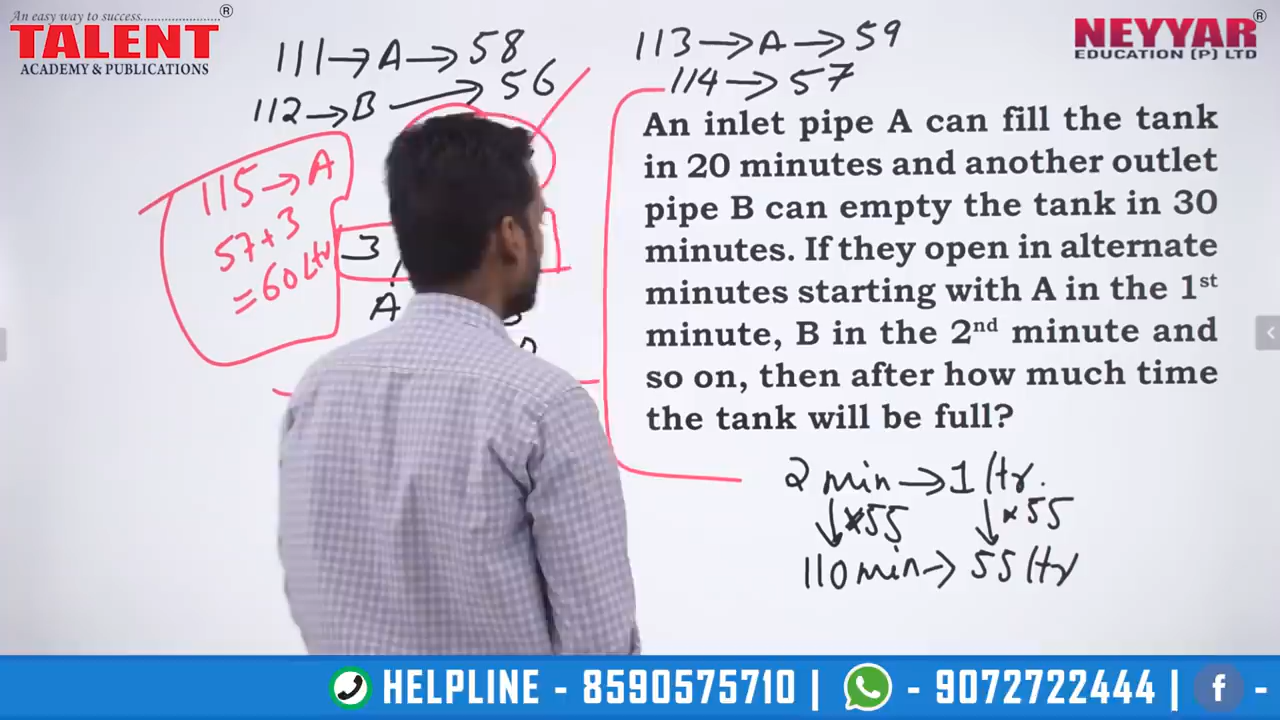 An easy way to success......
®
TALENT
ACADEMY & PUBLICATIONS
®
NEYYAR
EDUCATION (P) LTD
111 → A → 58
112 → B → 56
113 → A → 59
114 → 57
115 → A
57+3
= 60 Ltr
3
A
An inlet pipe A can fill the tank
in 20 minutes and another outlet
pipe B can empty the tank in 30
minutes. If they open in alternate
minutes starting with A in the 1st
minute, B in the 2nd minute and
so on, then after how much time
the tank will be full?
2 min → 1 ltr.
↓ ×55 ↓ ×55
110 min → 55 ltr
HELPLINE - 8590575710 | - 9072722444 | f -